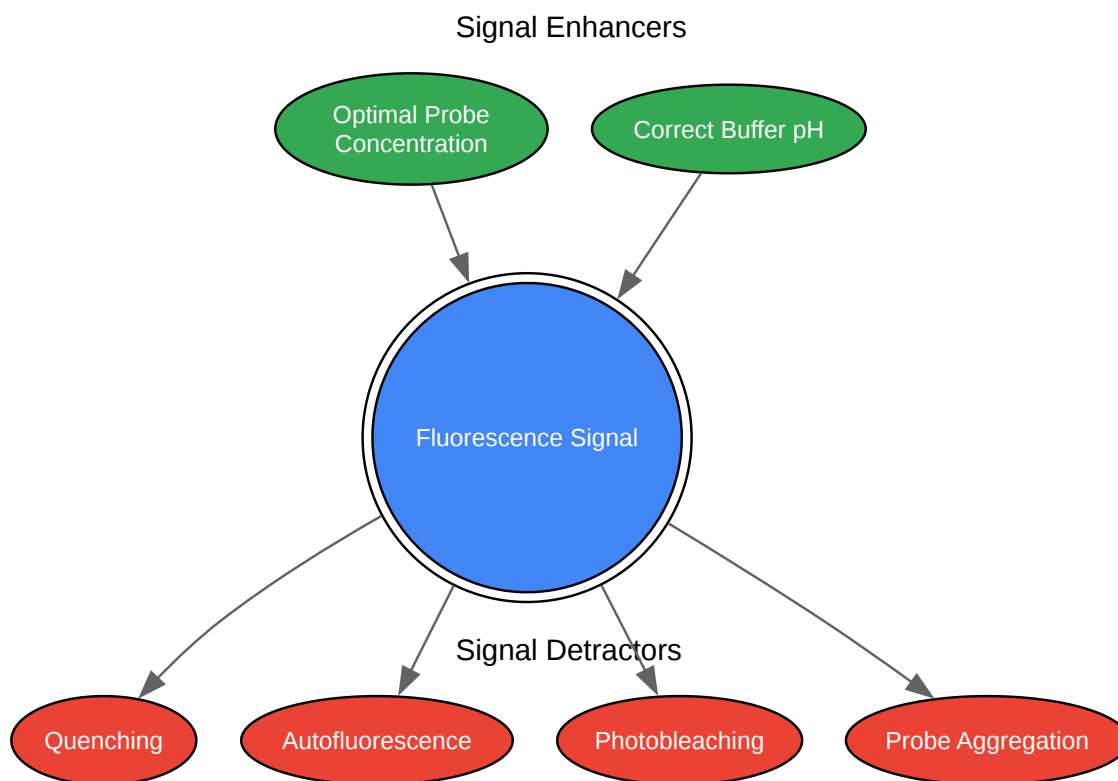 Signal Enhancers
Optimal Probe
Concentration
Correct Buffer pH
Fluorescence Signal
Signal Detractors
Quenching
Autofluorescence
Photobleaching
Probe Aggregation